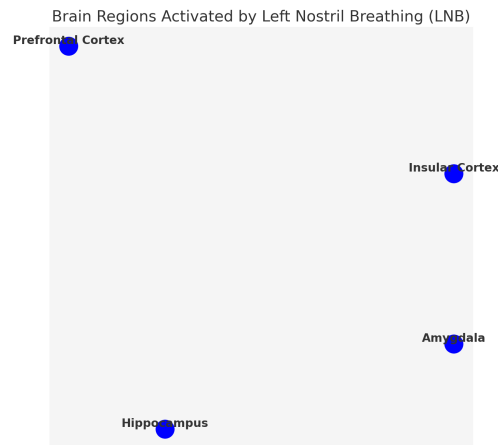 Brain Regions Activated by Left Nostril Breathing (LNB)
Prefrontal Cortex
Insular Cortex
Amygdala
Hippocampus